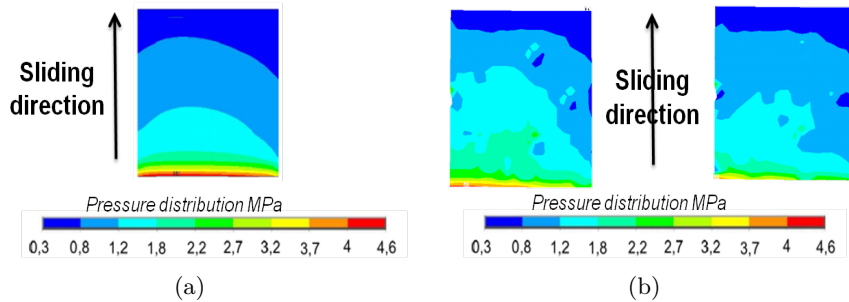 Sliding
direction
Pressure distribution MPa
0,3 0,8 1,2 1,8 2,2 2,7 3,2 3,7 4 4,6
(a)
Sliding
direction
Pressure distribution MPa
0,3 0,8 1,2 1,8 2,2 2,7 3,2 3,7 4 4,6
(b)